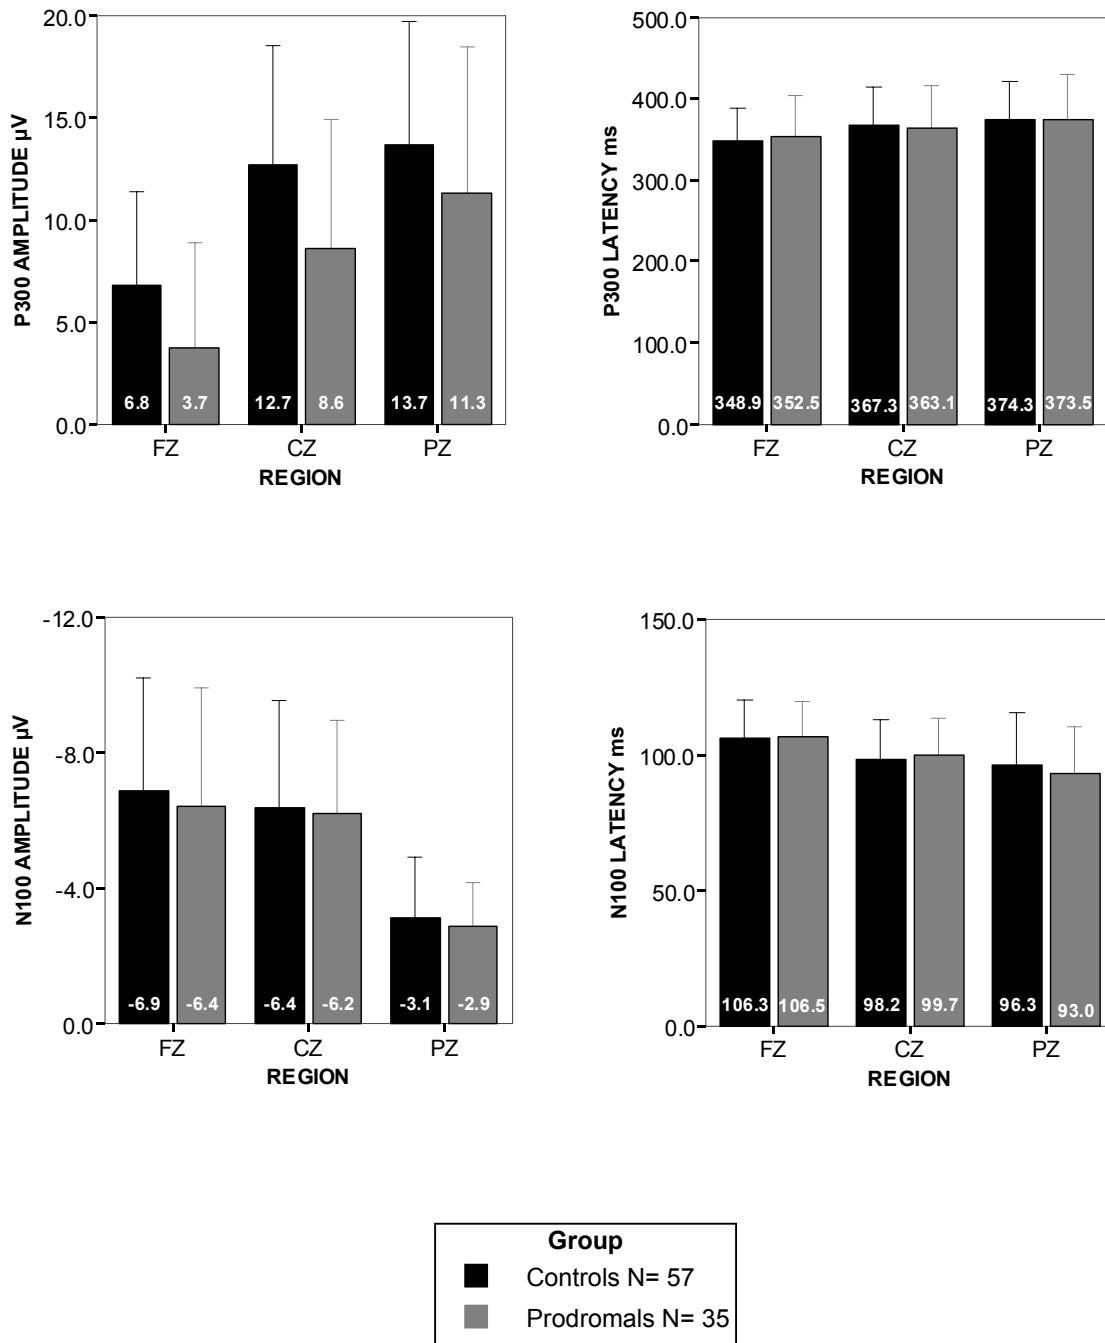 20.0
15.0
10.0
5.0
0.0
P300 AMPLITUDE µV
6.8
3.7
12.7
8.6
13.7
11.3
FZ
CZ
PZ
REGION
500.0
400.0
300.0
200.0
100.0
0.0
P300 LATENCY ms
348.9
352.5
367.3
363.1
374.3
373.5
FZ
CZ
PZ
REGION
-12.0
-8.0
-4.0
0.0
N100 AMPLITUDE µV
-6.9
-6.4
-6.4
-6.2
-3.1
-2.9
FZ
CZ
PZ
REGION
150.0
100.0
50.0
0.0
N100 LATENCY ms
106.3
106.5
98.2
99.7
96.3
93.0
FZ
CZ
PZ
REGION
Group
Controls N= 57
Prodromals N= 35